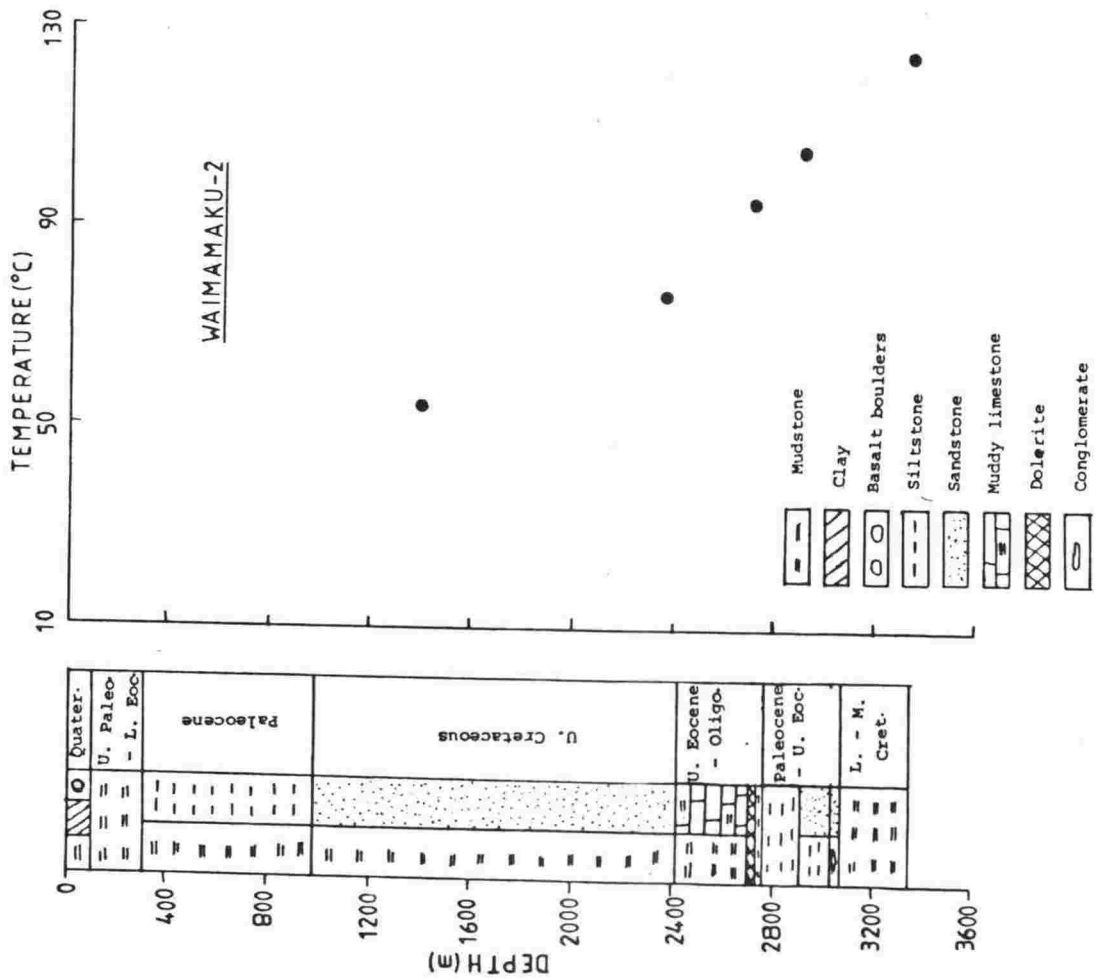 TEMPERATURE (°C)
10
50
90
130
WAIMAMAKU-2
Quater.
U. Paleo-
- L. Eoc.
Paleocene
U. Cretaceous
U. Eocene
- Oligo.
Paleocene
- U. Eoc.
L. - M.
Cret.
0
400
800
1200
1600
2000
2400
2800
3200
3600
DEPTH (m)
Mudstone
Clay
Basalt boulders
Siltstone
Sandstone
Muddy limestone
Dolerite
Conglomerate